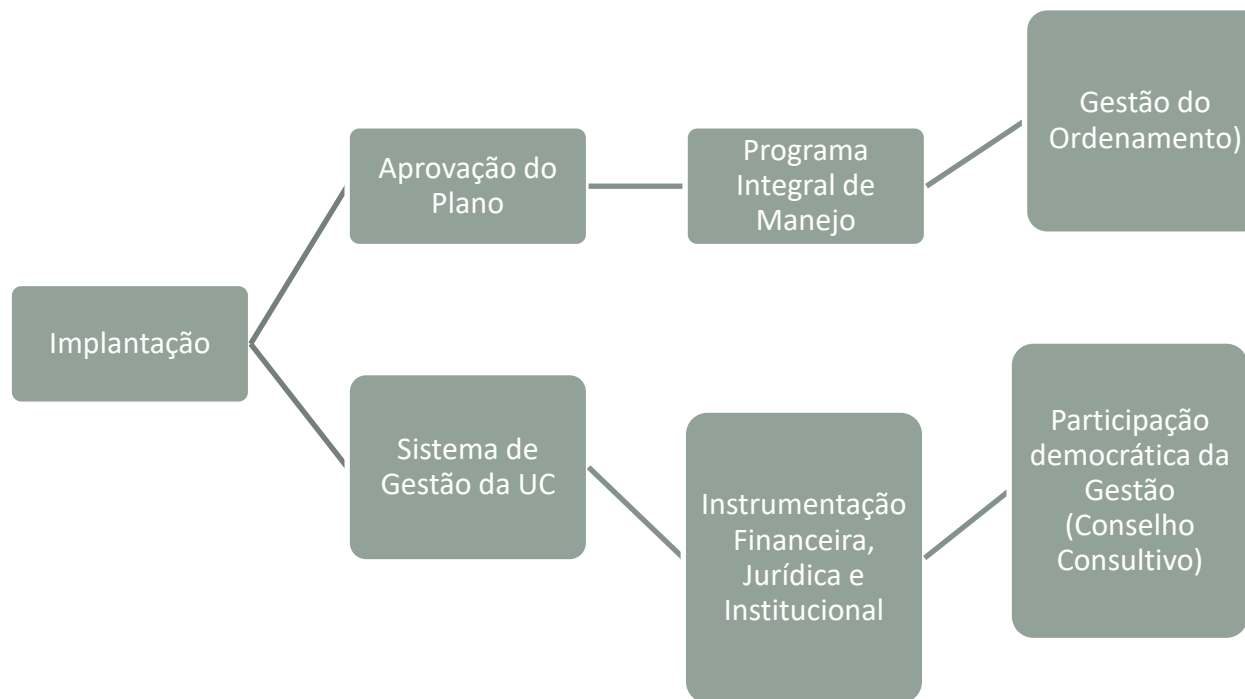 Implantação
Aprovação do
Plano
Programa
Integral de
Manejo
Gestão do
Ordenamento)
Sistema de
Gestão da UC
Instrumentação
Financeira,
Jurídica e
Institucional
Participação
democrática da
Gestão
(Conselho
Consultivo)